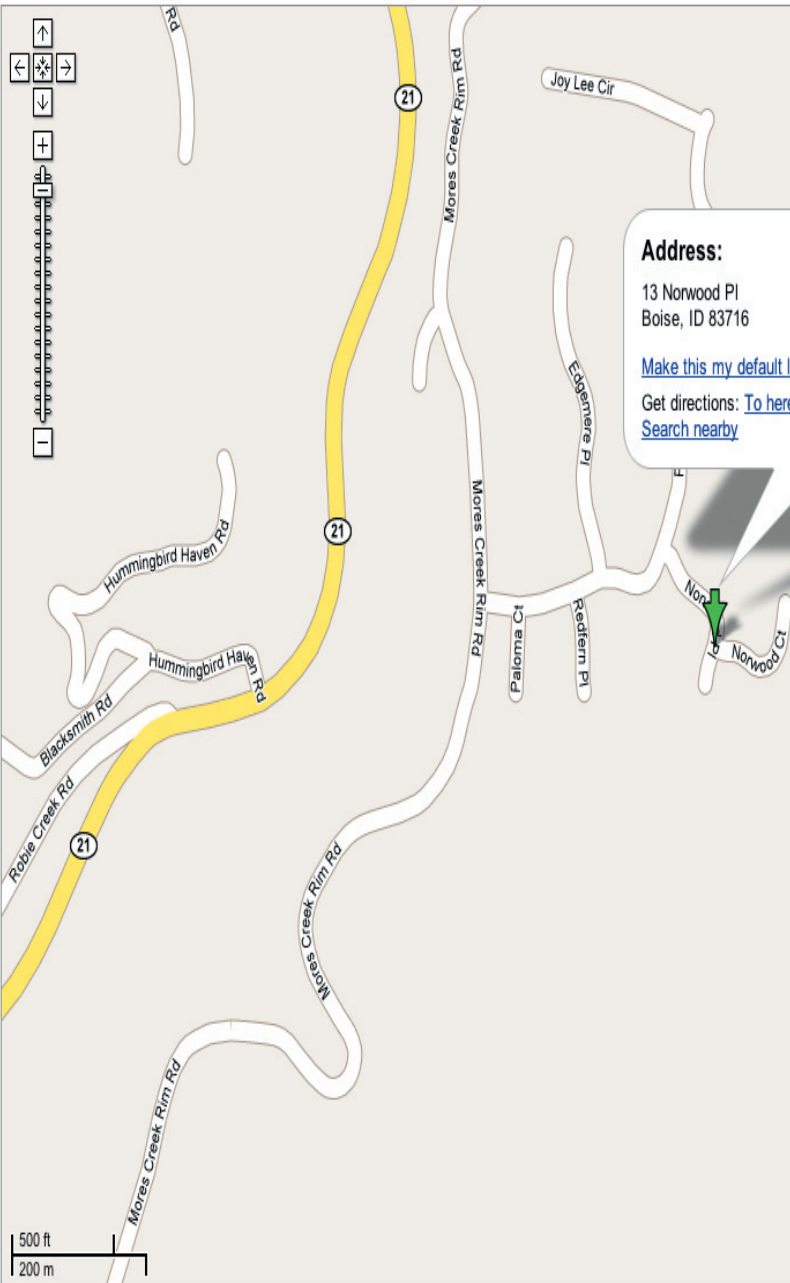 Rd
21
Mores Creek Rim Rd
Joy Lee Cir
Address:
13 Norwood Pl
Boise, ID 83716
Make this my default
Get directions: To here
Search nearby
Edgemere Pl
Hummingbird Haven Rd
21
Mores Creek Rim Rd
Paloma Ct
Redfern Pl
Norwood Ct
Hummingbird Haven Rd
Blacksmith Rd
Robie Creek Rd
21
Mores Creek Rim Rd
Mores Creek Rim Rd
500 ft
200 m